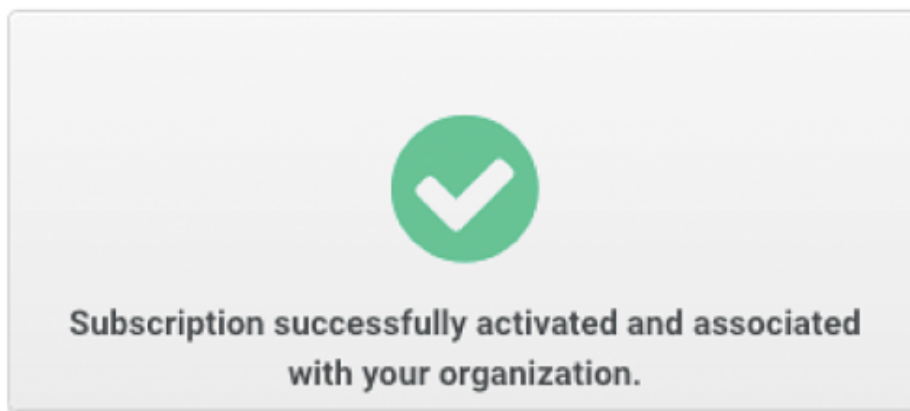 Subscription successfully activated and associated
with your organization.